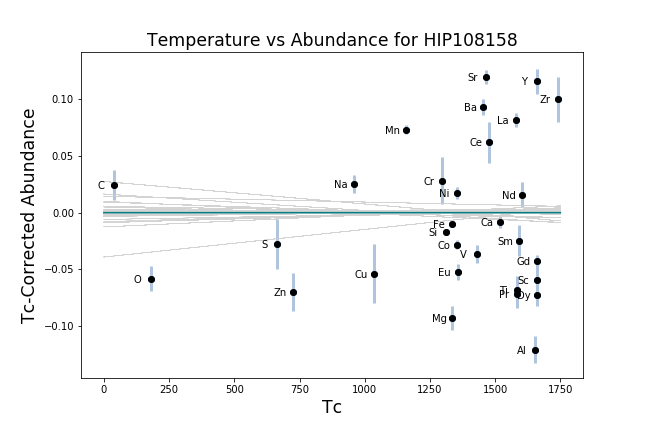 Temperature vs Abundance for HIP108158
Tc-Corrected Abundance
0.10
0.05
0.00
−0.05
−0.10
Sr
Y
Zr
Ba
La
Mn
Ce
C
Na
Cr
Ni
Nd
Fe
Ca
Si
S
Co
Sm
V
Gd
O
Cu
Eu
Sc
Zn
Ti
Pr
Dy
Mg
Al
0
250
500
750
1000
1250
1500
1750
Tc